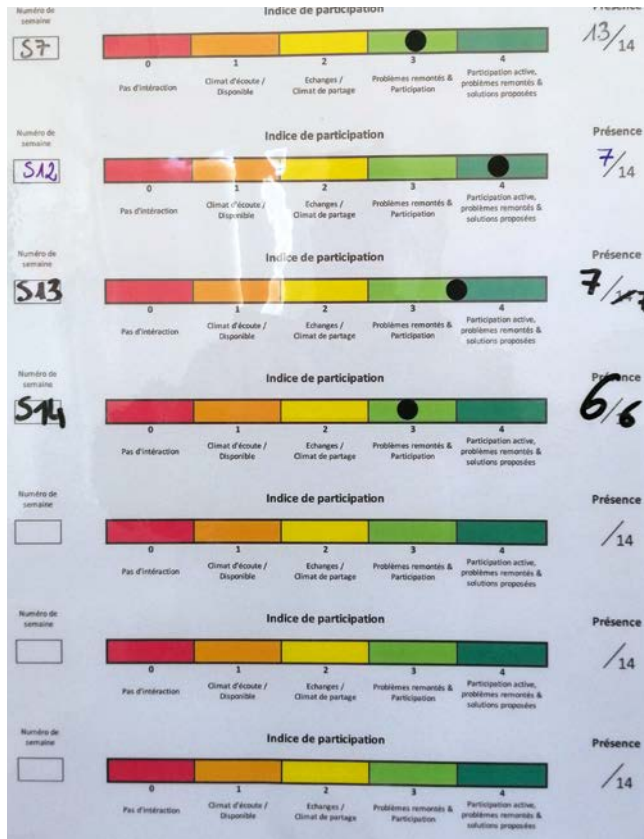 Numéro de semaine
Indice de participation
S7
13/14
0 1 2 3 4
Pas d'intéraction
Climat d'écoute / Disponible
Echanges / Climat de partage
Problèmes remontés & Participation
Participation active, problèmes remontés & solutions proposées
Numéro de semaine
Indice de participation
Présence
S12
7/14
0 1 2 3 4
Pas d'intéraction
Climat d'écoute / Disponible
Echanges / Climat de partage
Problèmes remontés & Participation
Participation active, problèmes remontés & solutions proposées
Numéro de semaine
Indice de participation
Présence
S13
7/7
0 1 2 3 4
Pas d'intéraction
Climat d'écoute / Disponible
Echanges / Climat de partage
Problèmes remontés & Participation
Participation active, problèmes remontés & solutions proposées
Numéro de semaine
Indice de participation
Présence
S14
6/6
0 1 2 3 4
Pas d'intéraction
Climat d'écoute / Disponible
Echanges / Climat de partage
Problèmes remontés & Participation
Participation active, problèmes remontés & solutions proposées
Numéro de semaine
Indice de participation
Présence
/14
0 1 2 3 4
Pas d'intéraction
Climat d'écoute / Disponible
Echanges / Climat de partage
Problèmes remontés & Participation
Participation active, problèmes remontés & solutions proposées
Numéro de semaine
Indice de participation
Présence
/14
0 1 2 3 4
Pas d'intéraction
Climat d'écoute / Disponible
Echanges / Climat de partage
Problèmes remontés & Participation
Participation active, problèmes remontés & solutions proposées
Numéro de semaine
Indice de participation
Présence
/14
0 1 2 3 4
Pas d'intéraction
Climat d'écoute / Disponible
Echanges / Climat de partage
Problèmes remontés & Participation
Participation active, problèmes remontés & solutions proposées